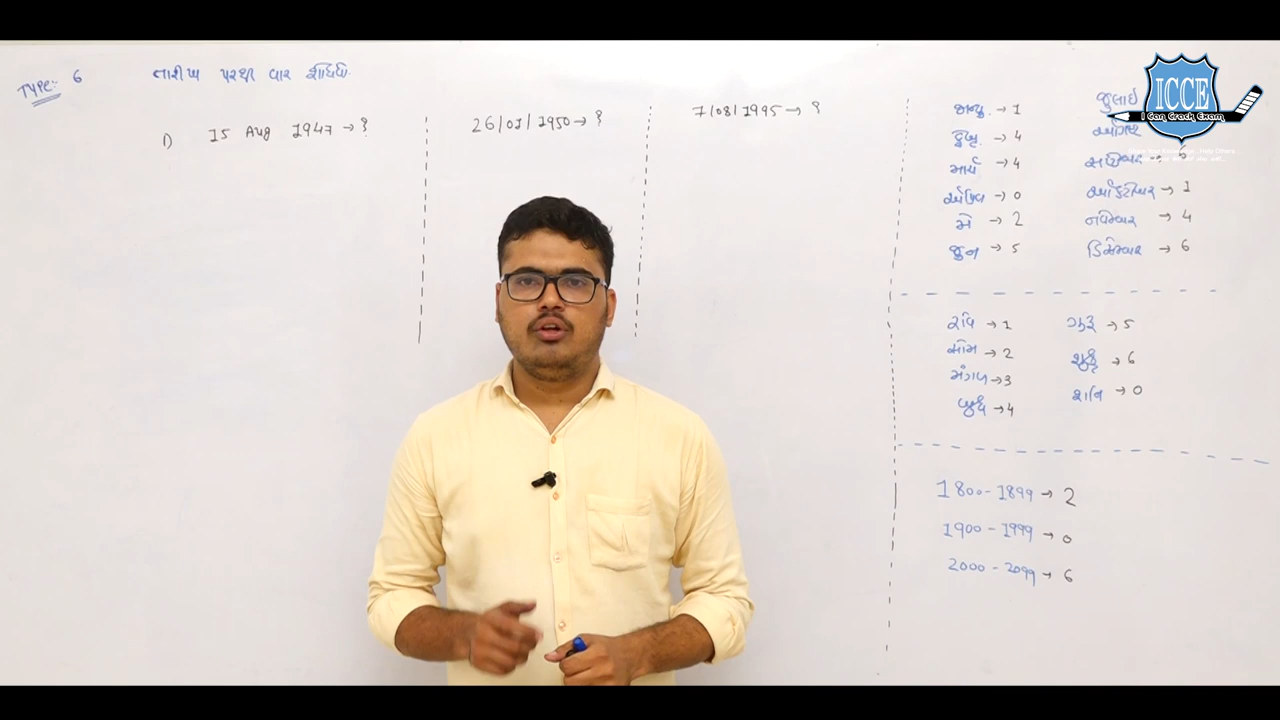 TYPE:- 6
તારીખ પરથી વાર શોધવો.
1) 15 Aug 1947 → ?
26/01/1950 → ?
7/08/1995 → ?
જાન્યુ. → 1
ફેબ્રુ. → 4
માર્ચ → 4
એપ્રિલ → 0
મે → 2
જુન → 5
જુલાઈ
ઓગષ્ટ
સપ્ટેમ્બર →
ઓક્ટોબર → 1
નવેમ્બર → 4
ડિસેમ્બર → 6
રવિ → 1
સોમ → 2
મંગળ → 3
બુધ → 4
ગુરૂ → 5
શુક્ર → 6
શનિ → 0
1800 - 1899 → 2
1900 - 1999 → 0
2000 - 2099 → 6
ICCE
I Can Crack Exam